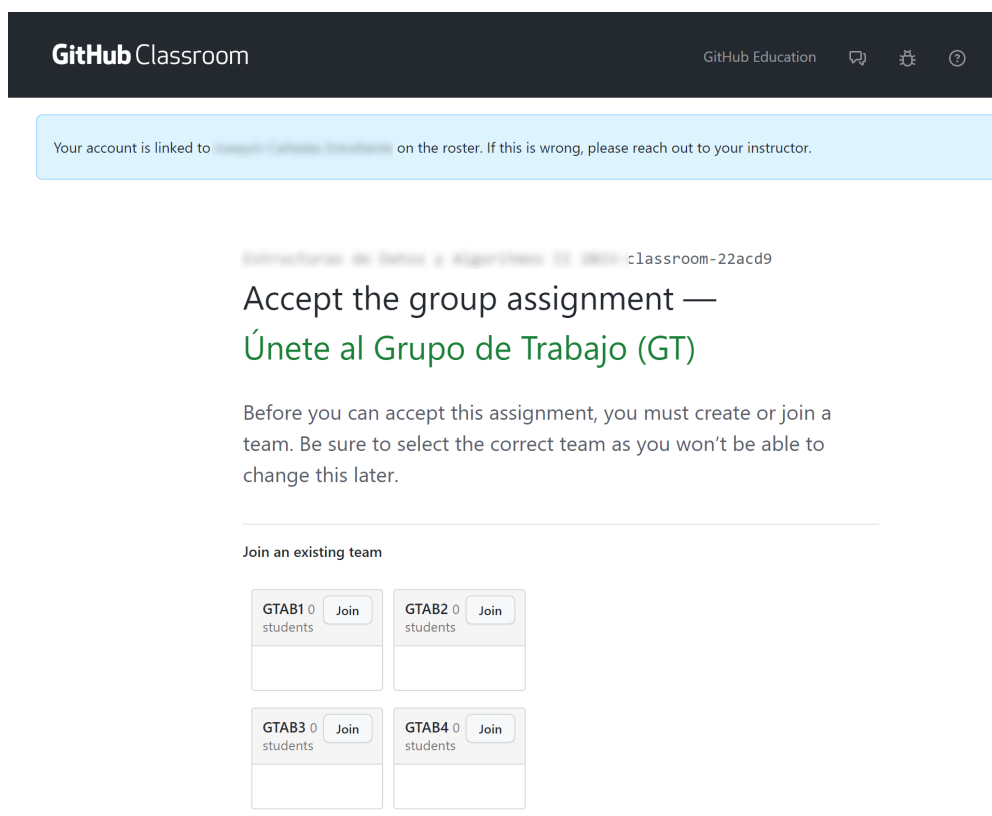 GitHub Classroom
GitHub Education
Your account is linked to on the roster. If this is wrong, please reach out to your instructor.
classroom-22acd9
Accept the group assignment —
Únete al Grupo de Trabajo (GT)
Before you can accept this assignment, you must create or join a
team. Be sure to select the correct team as you won't be able to
change this later.
Join an existing team
GTAB1 0 Join
students
GTAB2 0 Join
students
GTAB3 0 Join
students
GTAB4 0 Join
students